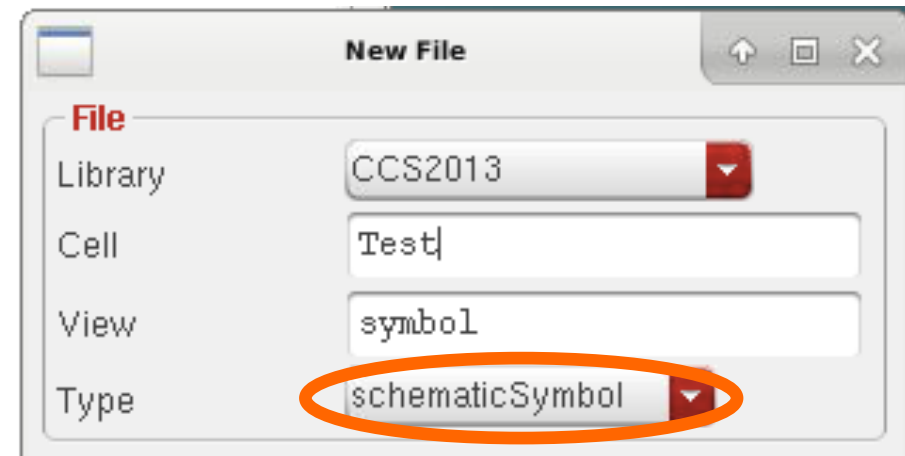 New File
File
Library CCS2013
Cell Test
View symbol
Type schematicSymbol